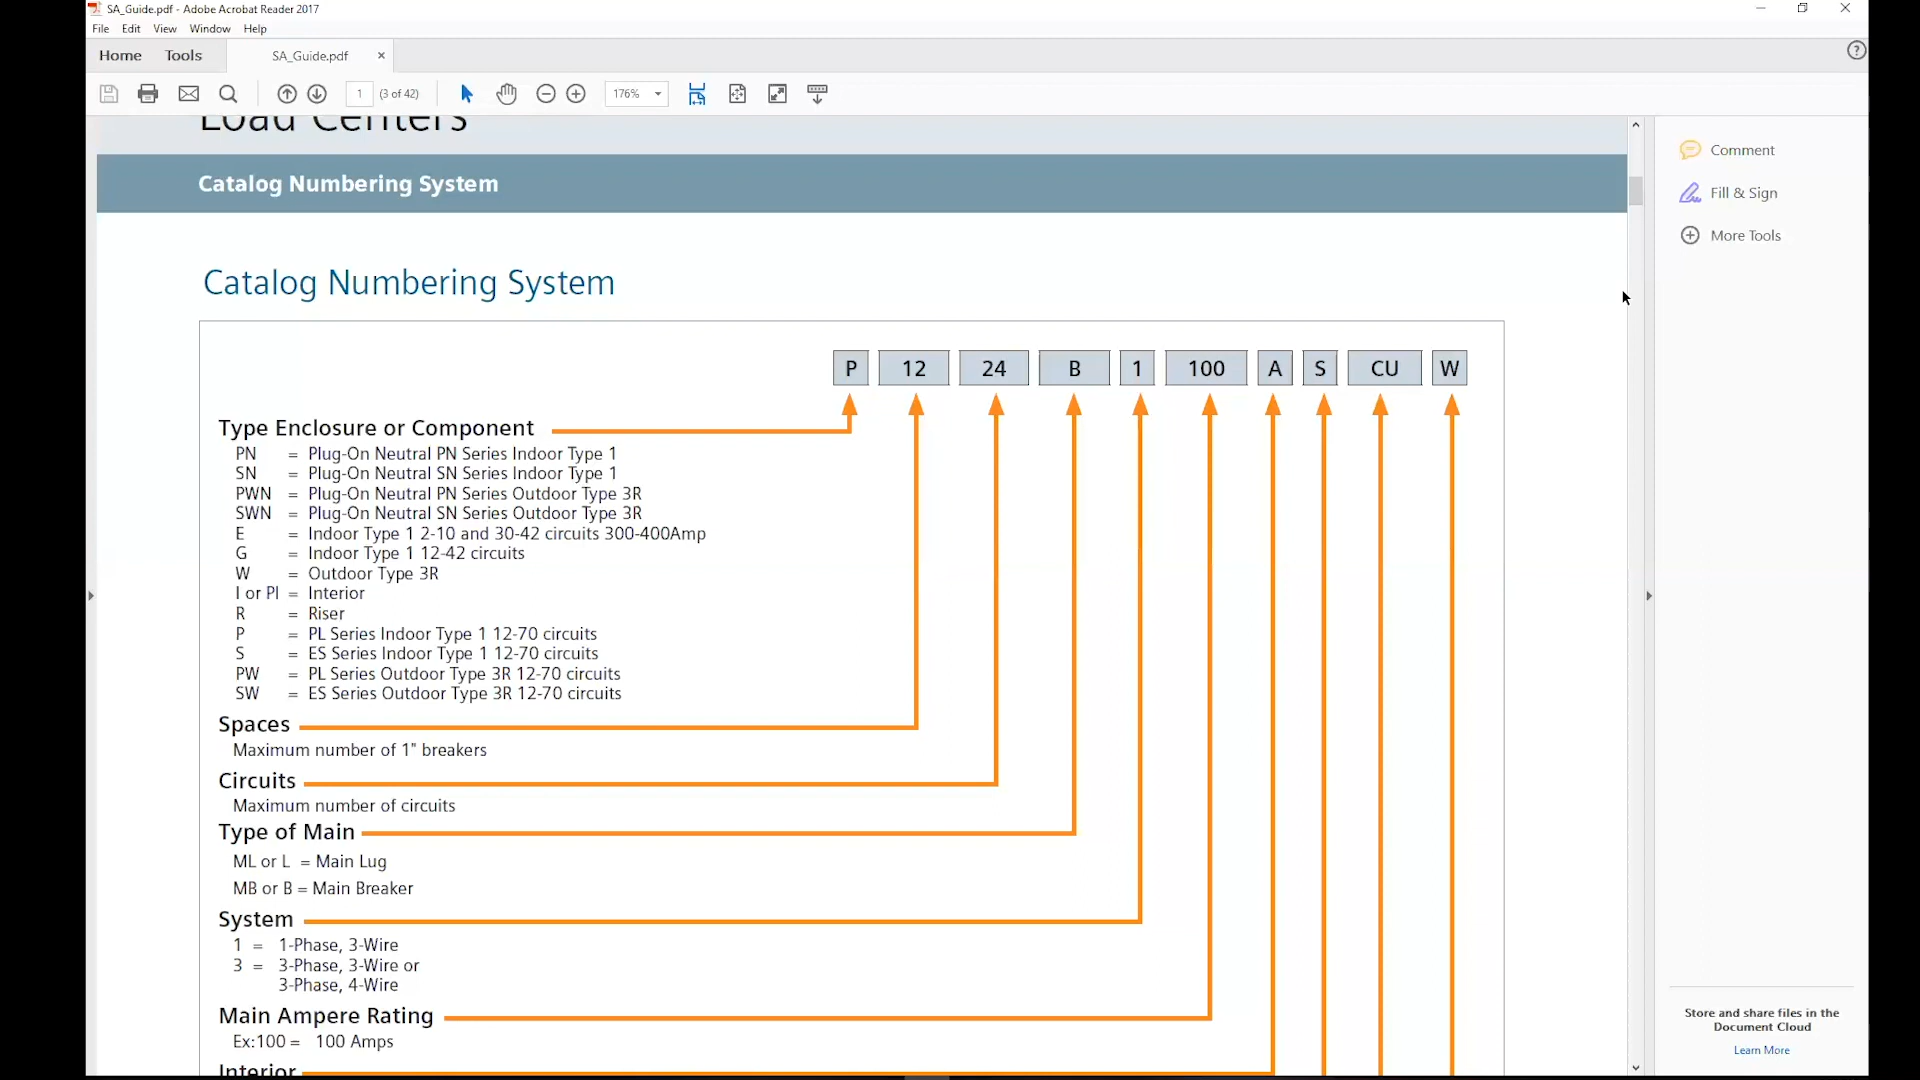 SA_Guide.pdf - Adobe Acrobat Reader 2017
File Edit View Window Help
Home Tools SA_Guide.pdf ×
1 (3 of 42) 176%
Load Centers
Catalog Numbering System
Catalog Numbering System
P 12 24 B 1 100 A S CU W
Type Enclosure or Component
PN = Plug-On Neutral PN Series Indoor Type 1
SN = Plug-On Neutral SN Series Indoor Type 1
PWN = Plug-On Neutral PN Series Outdoor Type 3R
SWN = Plug-On Neutral SN Series Outdoor Type 3R
E = Indoor Type 1 2-10 and 30-42 circuits 300-400Amp
G = Indoor Type 1 12-42 circuits
W = Outdoor Type 3R
I or PI = Interior
R = Riser
P = PL Series Indoor Type 1 12-70 circuits
S = ES Series Indoor Type 1 12-70 circuits
PW = PL Series Outdoor Type 3R 12-70 circuits
SW = ES Series Outdoor Type 3R 12-70 circuits
Spaces
Maximum number of 1" breakers
Circuits
Maximum number of circuits
Type of Main
ML or L = Main Lug
MB or B = Main Breaker
System
1 = 1-Phase, 3-Wire
3 = 3-Phase, 3-Wire or
3-Phase, 4-Wire
Main Ampere Rating
Ex:100 = 100 Amps
Interior
Comment
Fill & Sign
More Tools
Store and share files in the
Document Cloud
Learn More